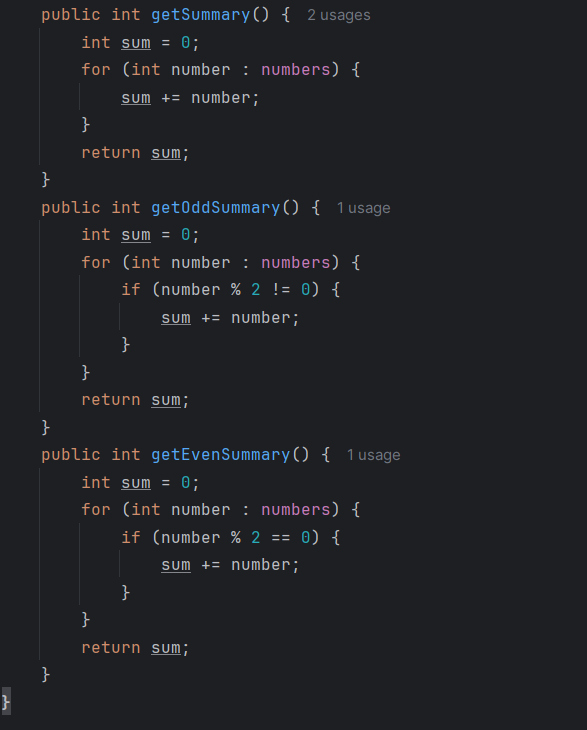 public int getSummary() { 2 usages
int sum = 0;
for (int number : numbers) {
sum += number;
}
return sum;
}
public int getOddSummary() { 1 usage
int sum = 0;
for (int number : numbers) {
if (number % 2 != 0) {
sum += number;
}
}
return sum;
}
public int getEvenSummary() { 1 usage
int sum = 0;
for (int number : numbers) {
if (number % 2 == 0) {
sum += number;
}
}
return sum;
}
}